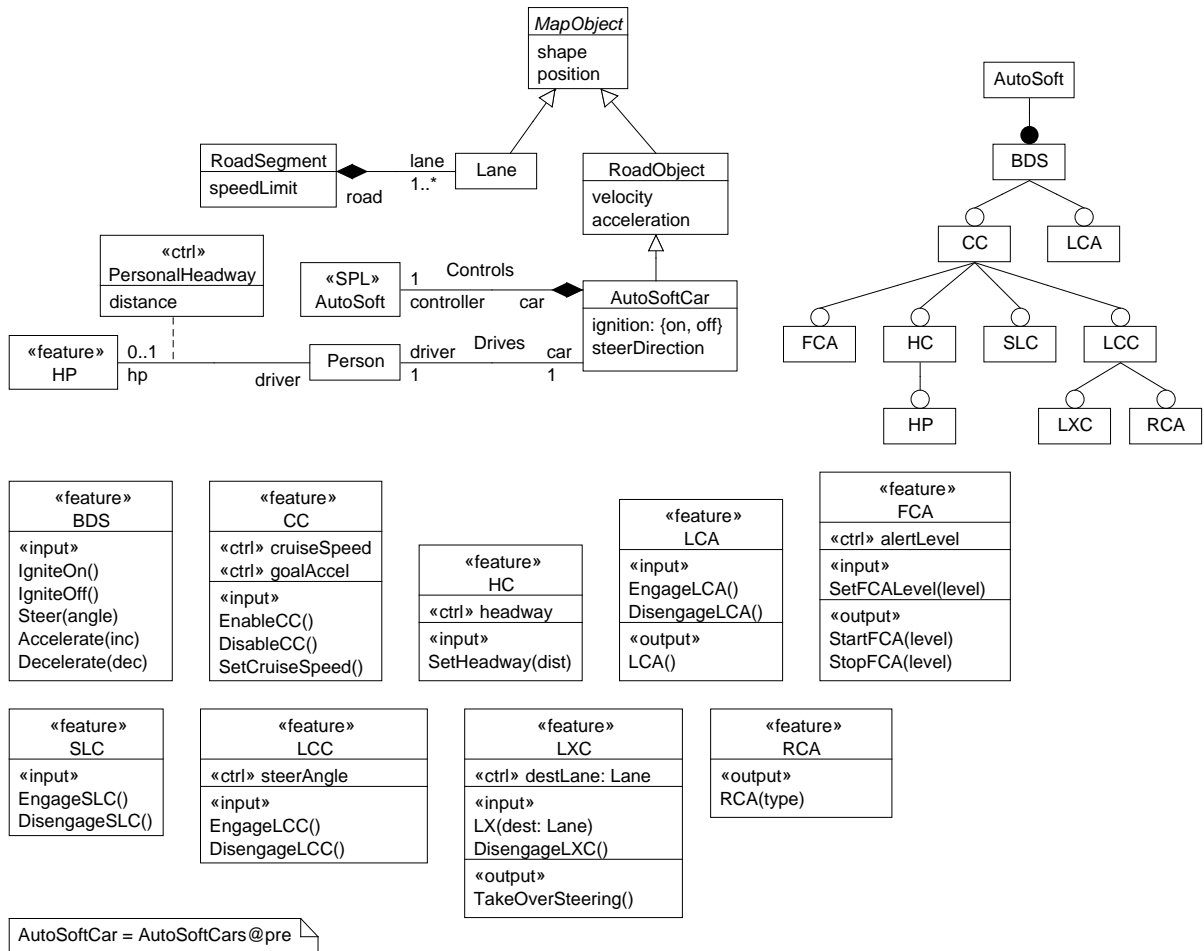 MapObject
shape
position
RoadSegment
speedLimit
road
lane
1..*
Lane
RoadObject
velocity
acceleration
«ctrl»
PersonalHeadway
distance
«SPL»
AutoSoft
1
Controls
controller
car
AutoSoftCar
ignition: {on, off}
steerDirection
«feature»
HP
0..1
hp
driver
Person
driver
1
Drives
car
1
AutoSoft
BDS
CC
LCA
FCA
HC
SLC
LCC
HP
LXC
RCA
«feature»
BDS
«input»
IgniteOn()
IgniteOff()
Steer(angle)
Accelerate(inc)
Decelerate(dec)
«feature»
CC
«ctrl» cruiseSpeed
«ctrl» goalAccel
«input»
EnableCC()
DisableCC()
SetCruiseSpeed()
«feature»
HC
«ctrl» headway
«input»
SetHeadway(dist)
«feature»
LCA
«input»
EngageLCA()
DisengageLCA()
«output»
LCA()
«feature»
FCA
«ctrl» alertLevel
«input»
SetFCALevel(level)
«output»
StartFCA(level)
StopFCA(level)
«feature»
SLC
«input»
EngageSLC()
DisengageSLC()
«feature»
LCC
«ctrl» steerAngle
«input»
EngageLCC()
DisengageLCC()
«feature»
LXC
«ctrl» destLane: Lane
«input»
LX(dest: Lane)
DisengageLXC()
«output»
TakeOverSteering()
«feature»
RCA
«output»
RCA(type)
AutoSoftCar = AutoSoftCars@pre